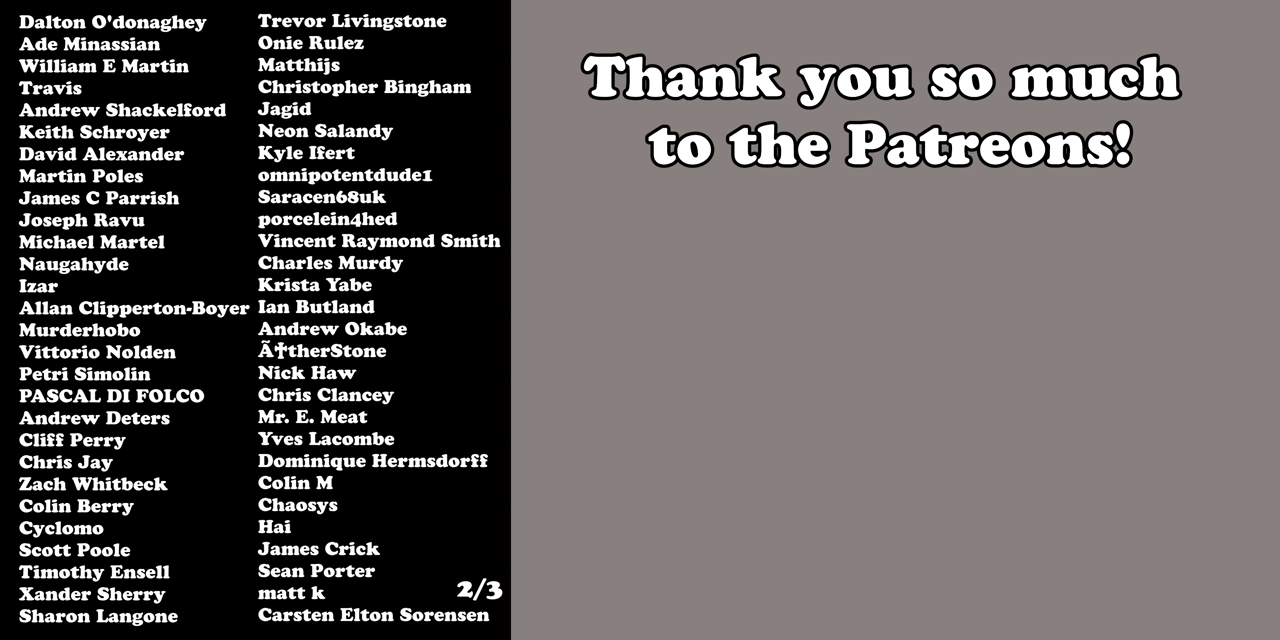 Dalton O'donaghey
Ade Minassian
William E Martin
Travis
Andrew Shackelford
Keith Schroyer
David Alexander
Martin Poles
James C Parrish
Joseph Ravu
Michael Martel
Naugahyde
Izar
Allan Clipperton-Boyer
Murderhobo
Vittorio Nolden
Petri Simolin
PASCAL DI FOLCO
Andrew Deters
Cliff Perry
Chris Jay
Zach Whitbeck
Colin Berry
Cyclomo
Scott Poole
Timothy Ensell
Xander Sherry
Sharon Langone
Trevor Livingstone
Onie Rulez
Matthijs
Christopher Bingham
Jagid
Neon Salandy
Kyle Ifert
omnipotentdude1
Saracen68uk
porcelein4hed
Vincent Raymond Smith
Charles Murdy
Krista Yabe
Ian Butland
Andrew Okabe
Ã†therStone
Nick Haw
Chris Clancey
Mr. E. Meat
Yves Lacombe
Dominique Hermsdorff
Colin M
Chaosys
Hai
James Crick
Sean Porter
matt k
Carsten Elton Sorensen
2/3
Thank you so much
to the Patreons!